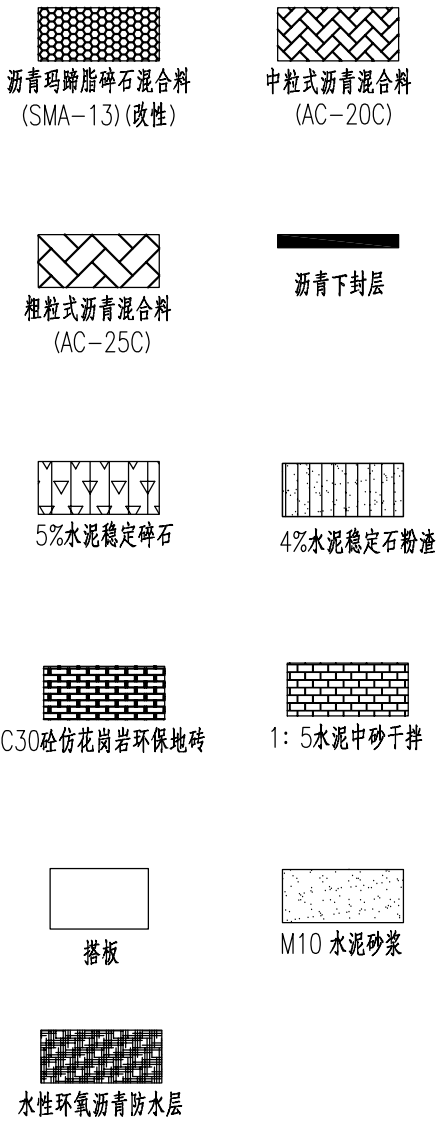 沥青玛蹄脂碎石混合料
(SMA-13)(改性)
中粒式沥青混合料
(AC-20C)
粗粒式沥青混合料
(AC-25C)
沥青下封层
5%水泥稳定碎石
4%水泥稳定石粉渣
C30砼仿花岗岩环保地砖
1：5水泥中砂干拌
搭板
M10 水泥砂浆
水性环氧沥青防水层